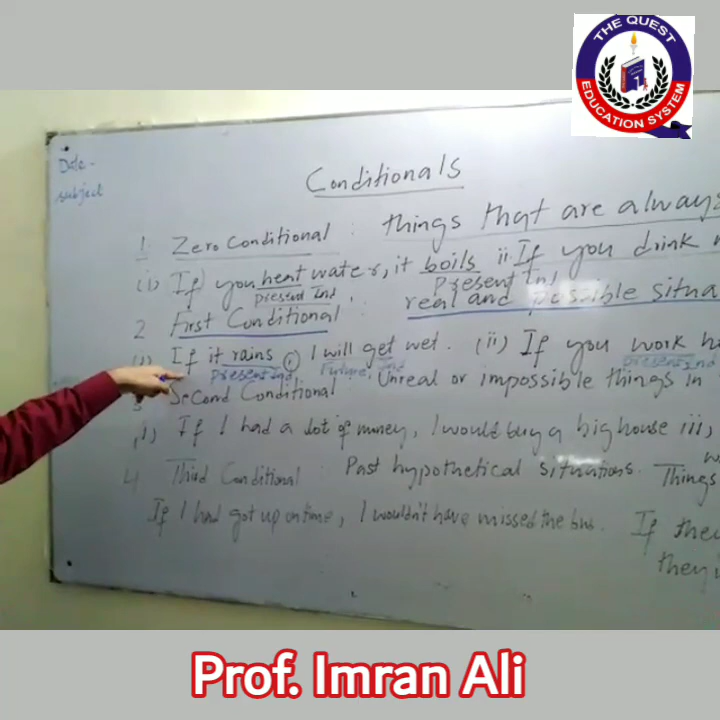 THE QUEST
EDUCATION SYSTEM
Date-
subject
Conditionals
1 Zero Conditional : things that are always
(i) If you heat water, it boils ii. If you drink
present Ind Present Ind
2 First Conditional : real and possible situa
(i) If it rains, I will get wet. (ii) If you work h
present Ind Future Ind present Ind
3 Second Conditional . Unreal or impossible things in
(i) If I had a lot of money, I would buy a big house iii,
w
4 Third Conditional : Past hypothetical situations. Things
If I had got up on time, I wouldn't have missed the bus. If they
they
Prof. Imran Ali